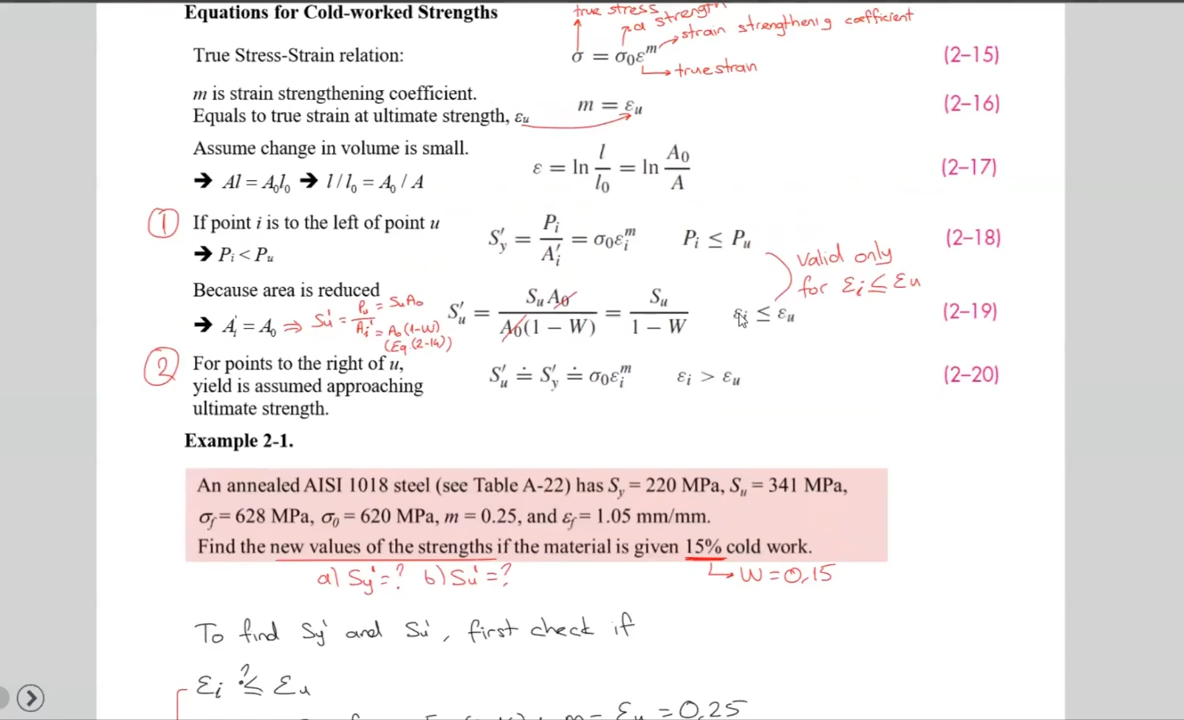 Equations for Cold-worked Strengths
true stress
strength
strain strengthenig coefficient
True Stress-Strain relation: σ = σ₀εᵐ (2–15)
true strain
m is strain strengthening coefficient.
Equals to true strain at ultimate strength, εᵤ m = εᵤ (2–16)
Assume change in volume is small.
ε = ln l/l₀ = ln A₀/A (2–17)
➔ Al = A₀l₀ ➔ l/l₀ = A₀/A
① If point i is to the left of point u
S′y = Pᵢ/A′ᵢ = σ₀εᵢᵐ Pᵢ ≤ Pᵤ (2–18)
➔ Pᵢ < Pᵤ
valid only
for εᵢ ≤ εᵤ
Because area is reduced
➔ A′ᵢ = A₀ ⇒ Sᵤ′ = Pᵤ/Aᵢ′ = SᵤA₀
= A₀(1-W)
(Eq.(2-14))
S′ᵤ = SᵤA₀/A₀(1 − W) = Sᵤ/1 − W εᵢ ≤ εᵤ (2–19)
② For points to the right of u,
S′ᵤ ≐ S′y ≐ σ₀εᵢᵐ εᵢ > εᵤ (2–20)
yield is assumed approaching
ultimate strength.
Example 2-1.
An annealed AISI 1018 steel (see Table A-22) has Sy = 220 MPa, Sᵤ = 341 MPa,
σf = 628 MPa, σ₀ = 620 MPa, m = 0.25, and εf = 1.05 mm/mm.
Find the new values of the strengths if the material is given 15% cold work.
a) Sy′=? b) Su′=? W=0,15
To find Sy′ and Su′, first check if
εᵢ ≤? εᵤ
m = εᵤ = 0,25